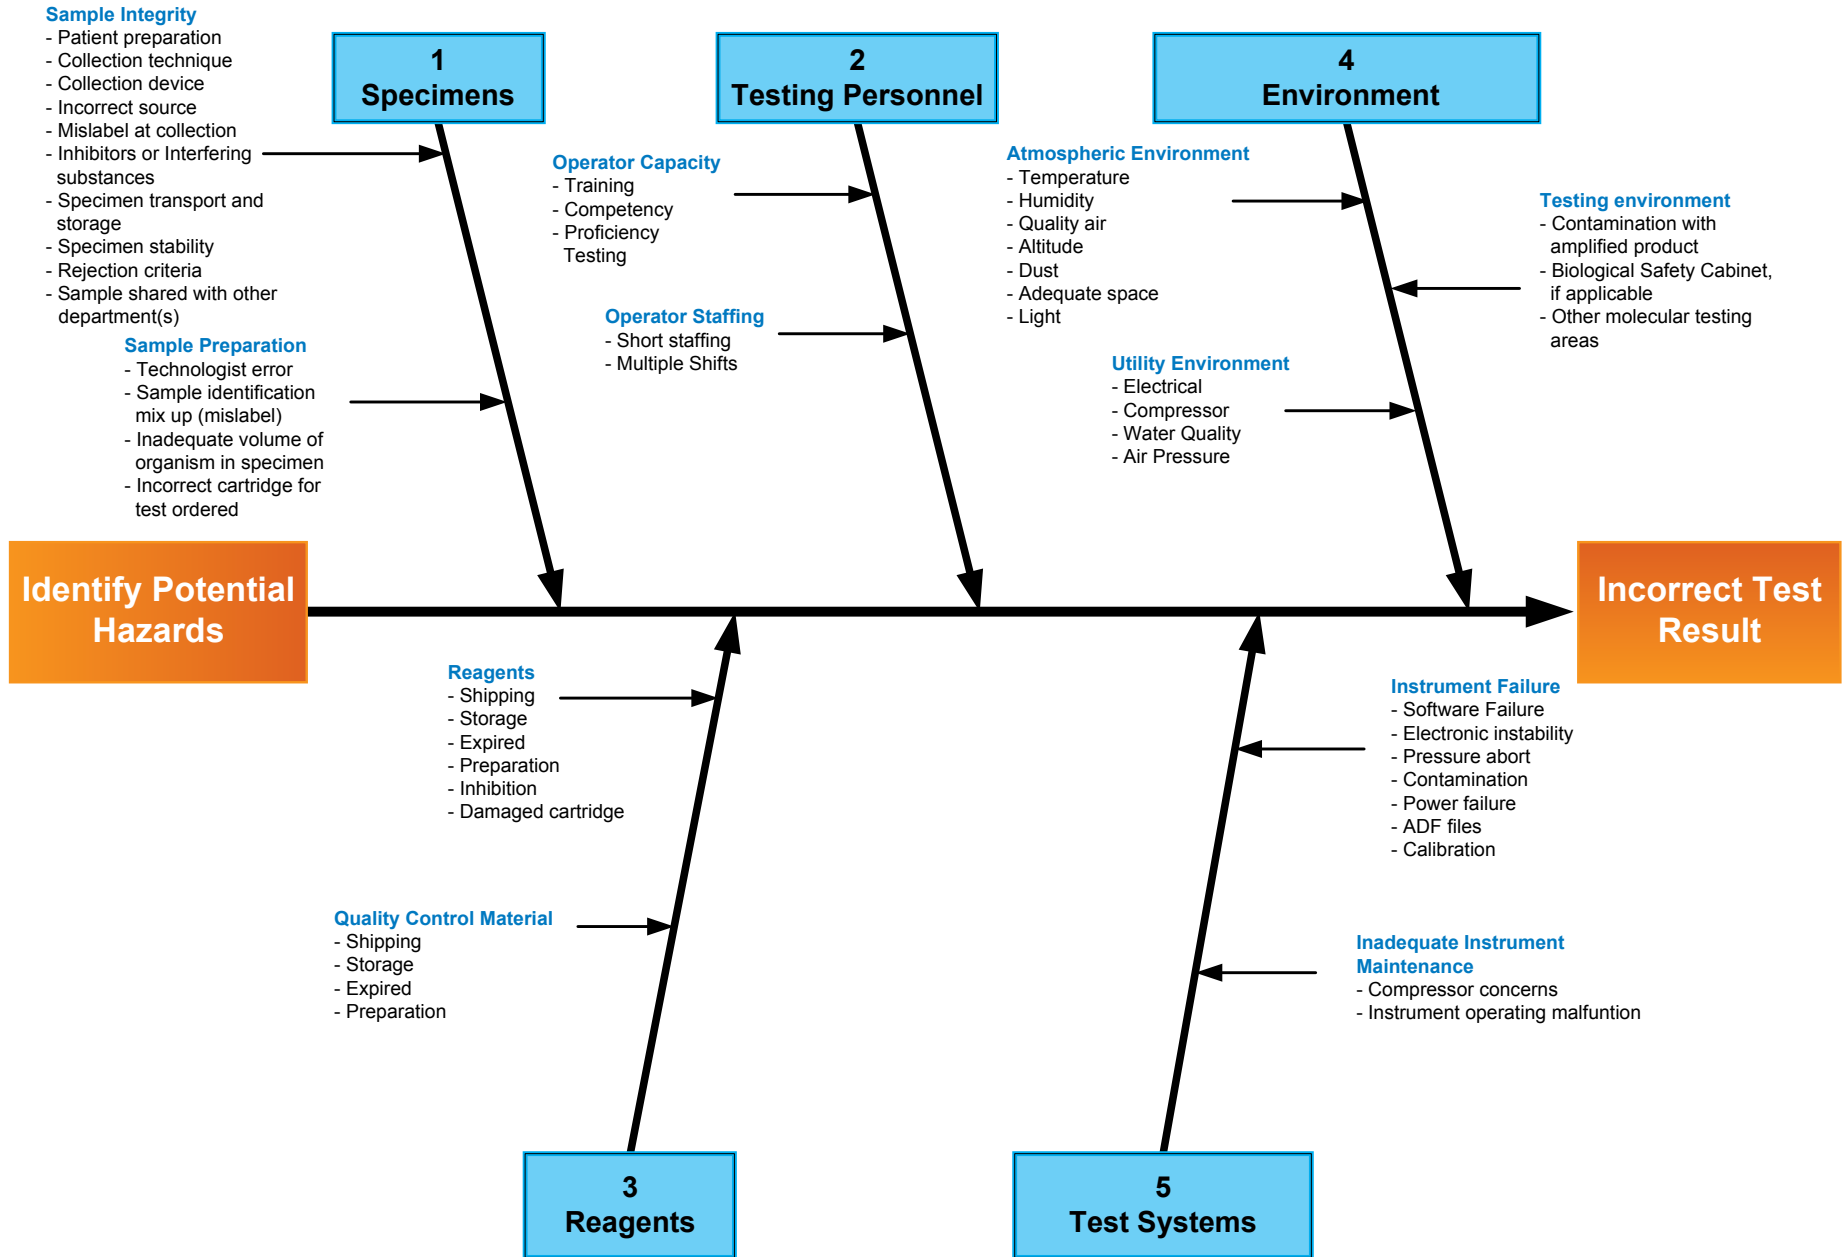 Sample Integrity
- Patient preparation
- Collection technique
- Collection device
- Incorrect source
- Mislabel at collection
- Inhibitors or Interfering
substances
- Specimen transport and
storage
- Specimen stability
- Rejection criteria
- Sample shared with other
department(s)
1
Specimens
Sample Preparation
- Technologist error
- Sample identification
mix up (mislabel)
- Inadequate volume of
organism in specimen
- Incorrect cartridge for
test ordered
2
Testing Personnel
Operator Capacity
- Training
- Competency
- Proficiency
Testing
Operator Staffing
- Short staffing
- Multiple Shifts
4
Environment
Atmospheric Environment
- Temperature
- Humidity
- Quality air
- Altitude
- Dust
- Adequate space
- Light
Utility Environment
- Electrical
- Compressor
- Water Quality
- Air Pressure
Testing environment
- Contamination with
amplified product
- Biological Safety Cabinet,
if applicable
- Other molecular testing
areas
Identify Potential
Hazards
Incorrect Test
Result
Reagents
- Shipping
- Storage
- Expired
- Preparation
- Inhibition
- Damaged cartridge
Quality Control Material
- Shipping
- Storage
- Expired
- Preparation
3
Reagents
Instrument Failure
- Software Failure
- Electronic instability
- Pressure abort
- Contamination
- Power failure
- ADF files
- Calibration
Inadequate Instrument
Maintenance
- Compressor concerns
- Instrument operating malfuntion
5
Test Systems